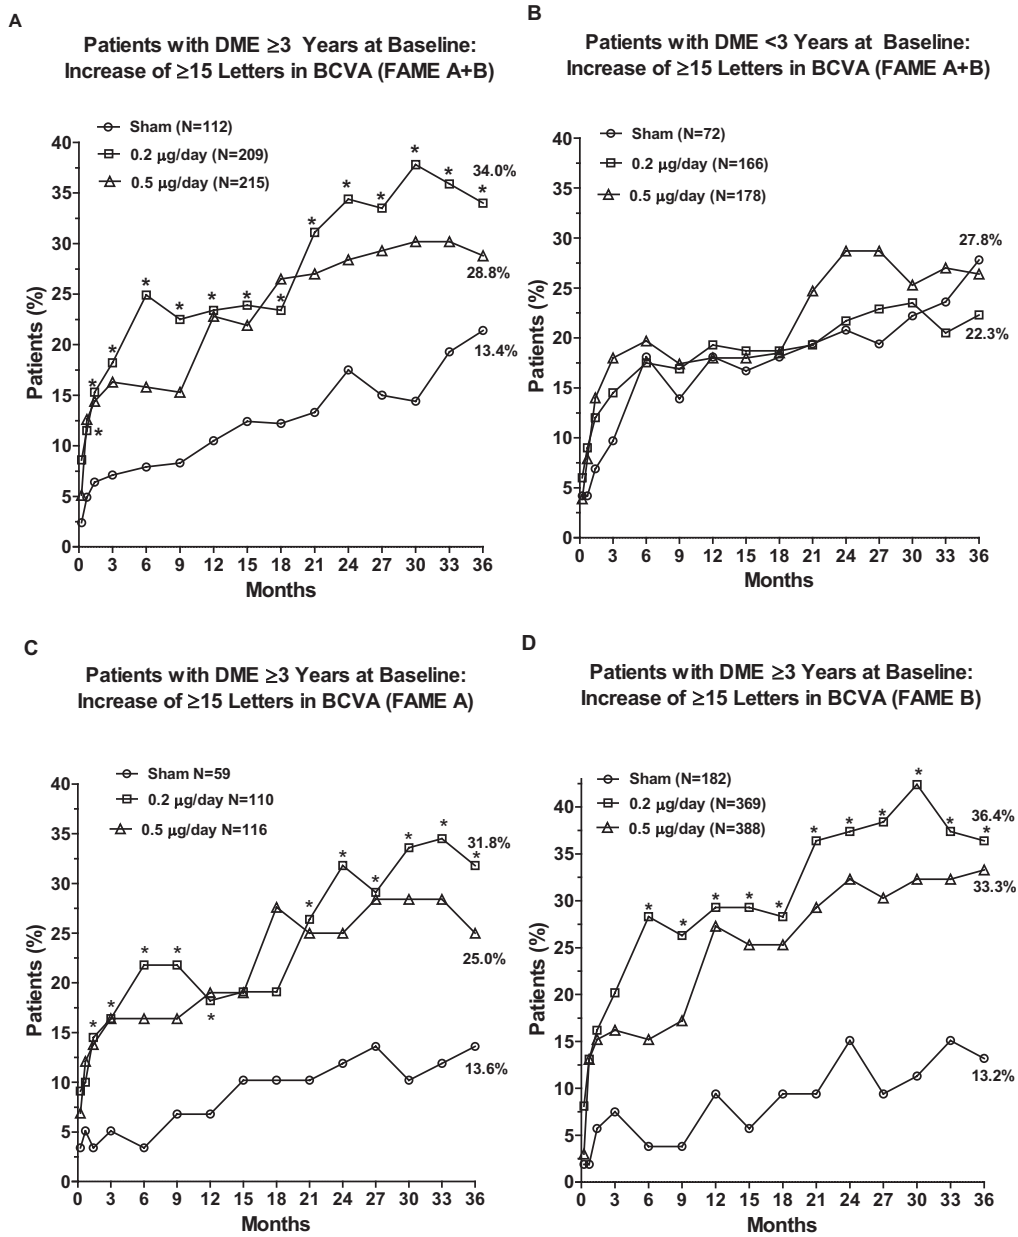 A
Patients with DME ≥3 Years at Baseline:
Increase of ≥15 Letters in BCVA (FAME A+B)
Sham (N=112)
0.2 µg/day (N=209)
0.5 µg/day (N=215)
Patients (%)
40
35
30
25
20
15
10
5
0
* * * * * * * * * * * * * * *
34.0%
28.8%
13.4%
0 3 6 9 12 15 18 21 24 27 30 33 36
Months
B
Patients with DME <3 Years at Baseline:
Increase of ≥15 Letters in BCVA (FAME A+B)
Sham (N=72)
0.2 µg/day (N=166)
0.5 µg/day (N=178)
Patients (%)
40
35
30
25
20
15
10
5
0
27.8%
22.3%
0 3 6 9 12 15 18 21 24 27 30 33 36
Months
C
Patients with DME ≥3 Years at Baseline:
Increase of ≥15 Letters in BCVA (FAME A)
Sham N=59
0.2 µg/day N=110
0.5 µg/day N=116
Patients (%)
40
35
30
25
20
15
10
5
0
* * * * * * * * * * *
31.8%
25.0%
13.6%
0 3 6 9 12 15 18 21 24 27 30 33 36
Months
D
Patients with DME ≥3 Years at Baseline:
Increase of ≥15 Letters in BCVA (FAME B)
Sham (N=182)
0.2 µg/day (N=369)
0.5 µg/day (N=388)
Patients (%)
40
35
30
25
20
15
10
5
0
* * * * * * * * * * *
36.4%
33.3%
13.2%
0 3 6 9 12 15 18 21 24 27 30 33 36
Months